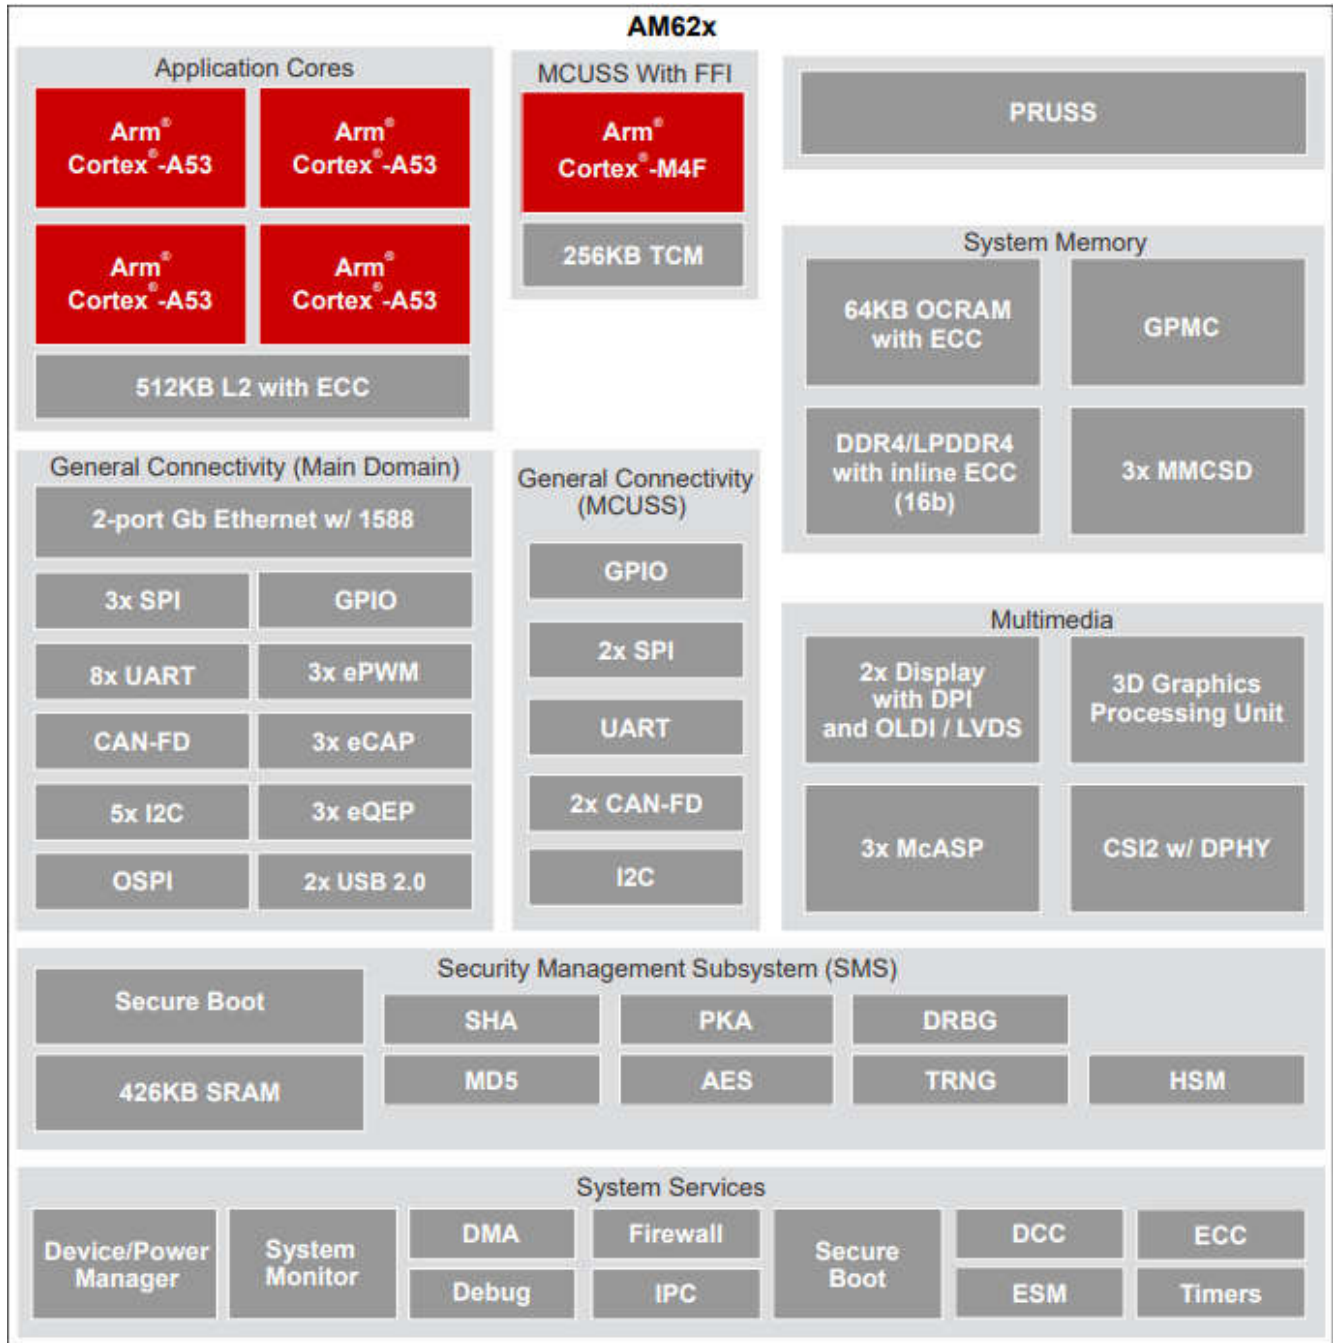 AM62x
Application Cores
Arm®
Cortex®-A53
Arm®
Cortex®-A53
Arm®
Cortex®-A53
Arm®
Cortex®-A53
512KB L2 with ECC
MCUSS With FFI
Arm®
Cortex®-M4F
256KB TCM
PRUSS
System Memory
64KB OCRAM
with ECC
GPMC
DDR4/LPDDR4
with inline ECC
(16b)
3x MMCSD
General Connectivity (Main Domain)
2-port Gb Ethernet w/ 1588
3x SPI
GPIO
8x UART
3x ePWM
CAN-FD
3x eCAP
5x I2C
3x eQEP
OSPI
2x USB 2.0
General Connectivity
(MCUSS)
GPIO
2x SPI
UART
2x CAN-FD
I2C
Multimedia
2x Display
with DPI
and OLDI / LVDS
3D Graphics
Processing Unit
3x McASP
CSI2 w/ DPHY
Security Management Subsystem (SMS)
Secure Boot
SHA
PKA
DRBG
426KB SRAM
MD5
AES
TRNG
HSM
System Services
Device/Power
Manager
System
Monitor
DMA
Firewall
Debug
IPC
Secure
Boot
DCC
ECC
ESM
Timers